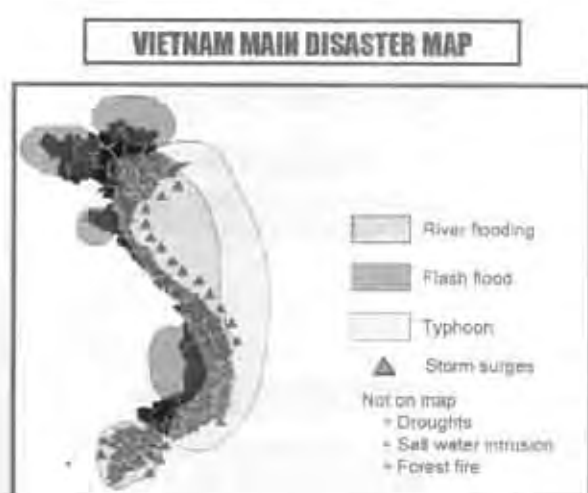 VIETNAM MAIN DISASTER MAP
River flooding
Flash flood
Typhoon
Storm surges
Not on map
+ Droughts
+ Salt water intrusion
+ Forest fire